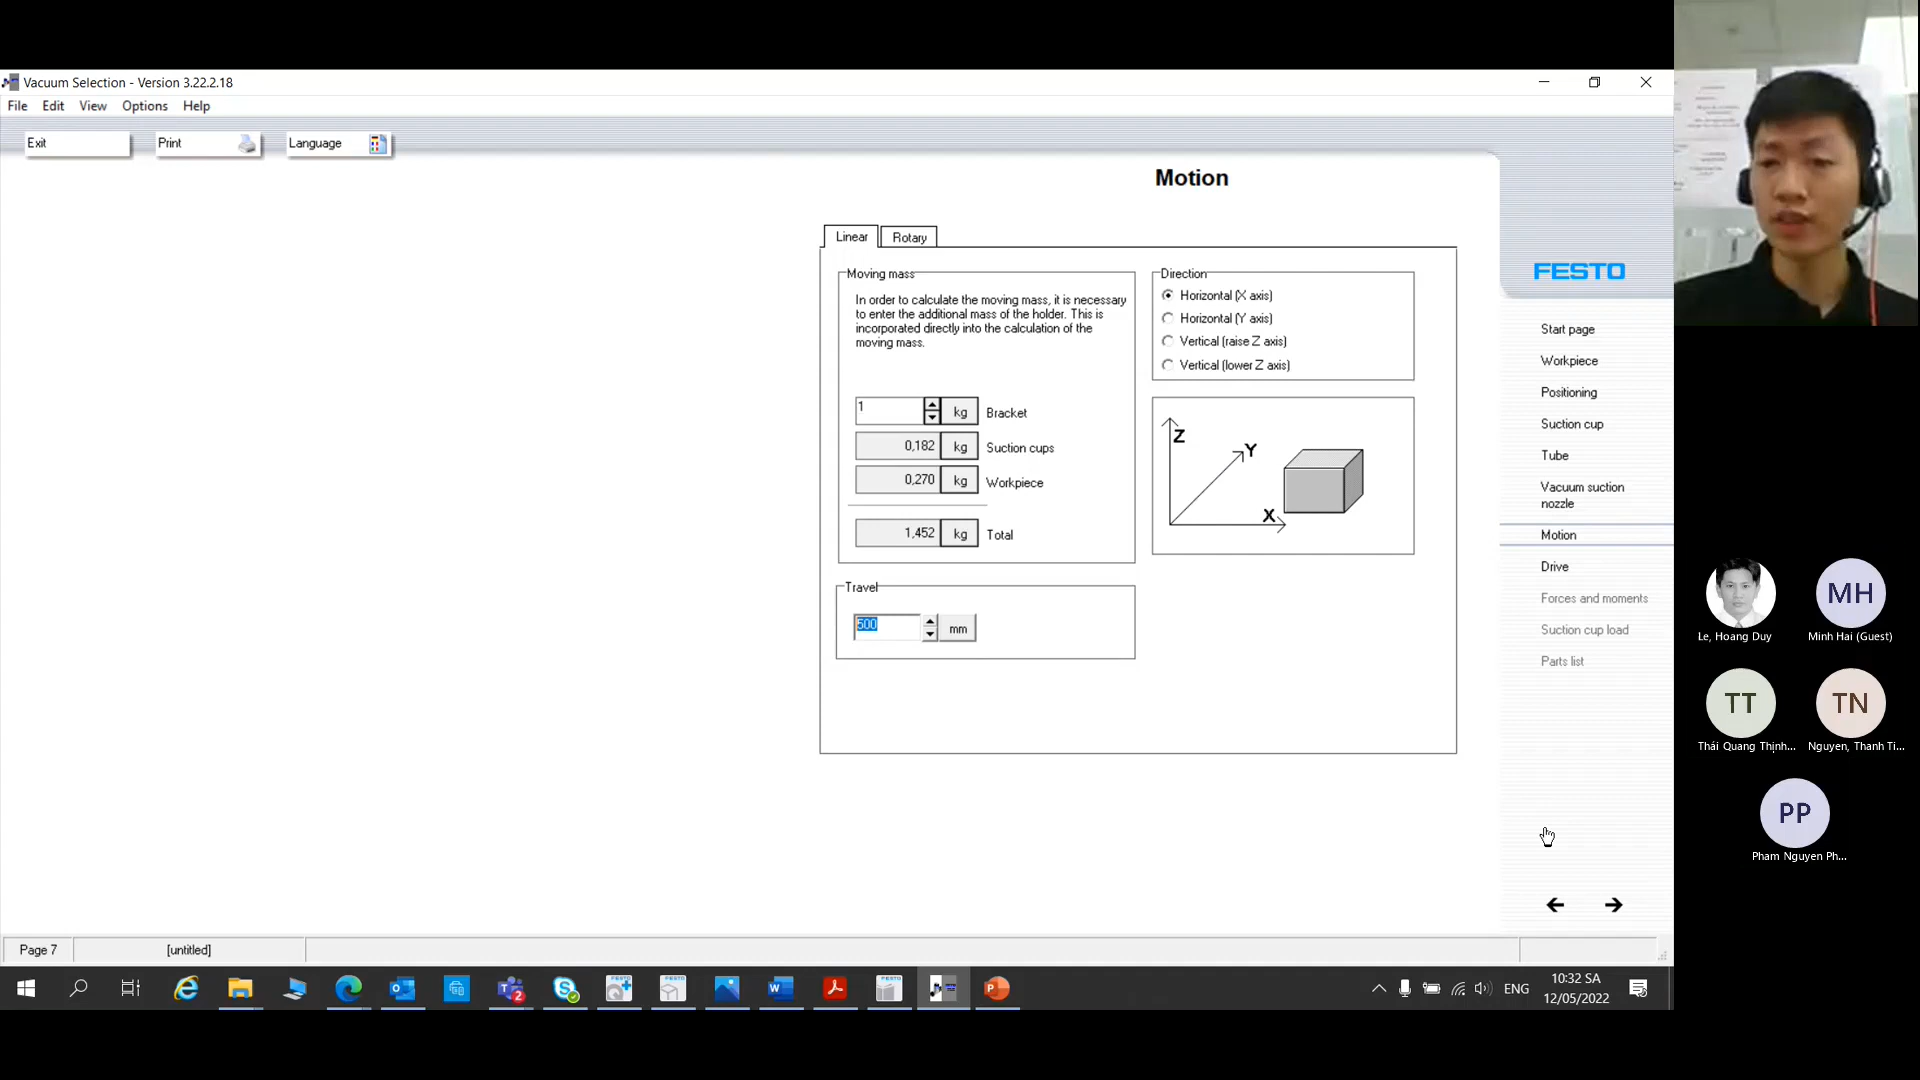 Vacuum Selection - Version 3.22.2.18
File Edit View Options Help
Exit Print Language
Motion
Linear Rotary
Moving mass
In order to calculate the moving mass, it is necessary
to enter the additional mass of the holder. This is
incorporated directly into the calculation of the
moving mass.
1 kg Bracket
0,182 kg Suction cups
0,270 kg Workpiece
1,452 kg Total
Travel
500 mm
Direction
Horizontal (X axis)
Horizontal (Y axis)
Vertical (raise Z axis)
Vertical (lower Z axis)
Z
Y
X
FESTO
Start page
Workpiece
Positioning
Suction cup
Tube
Vacuum suction
nozzle
Motion
Drive
Forces and moments
Suction cup load
Parts list
Page 7 [untitled]
2
FESTO
FESTO
FESTO
ENG
10:32 SA
12/05/2022
Le, Hoang Duy
MH
Minh Hai (Guest)
TT
Thái Quang Thịnh...
TN
Nguyen, Thanh Ti...
PP
Pham Nguyen Ph...